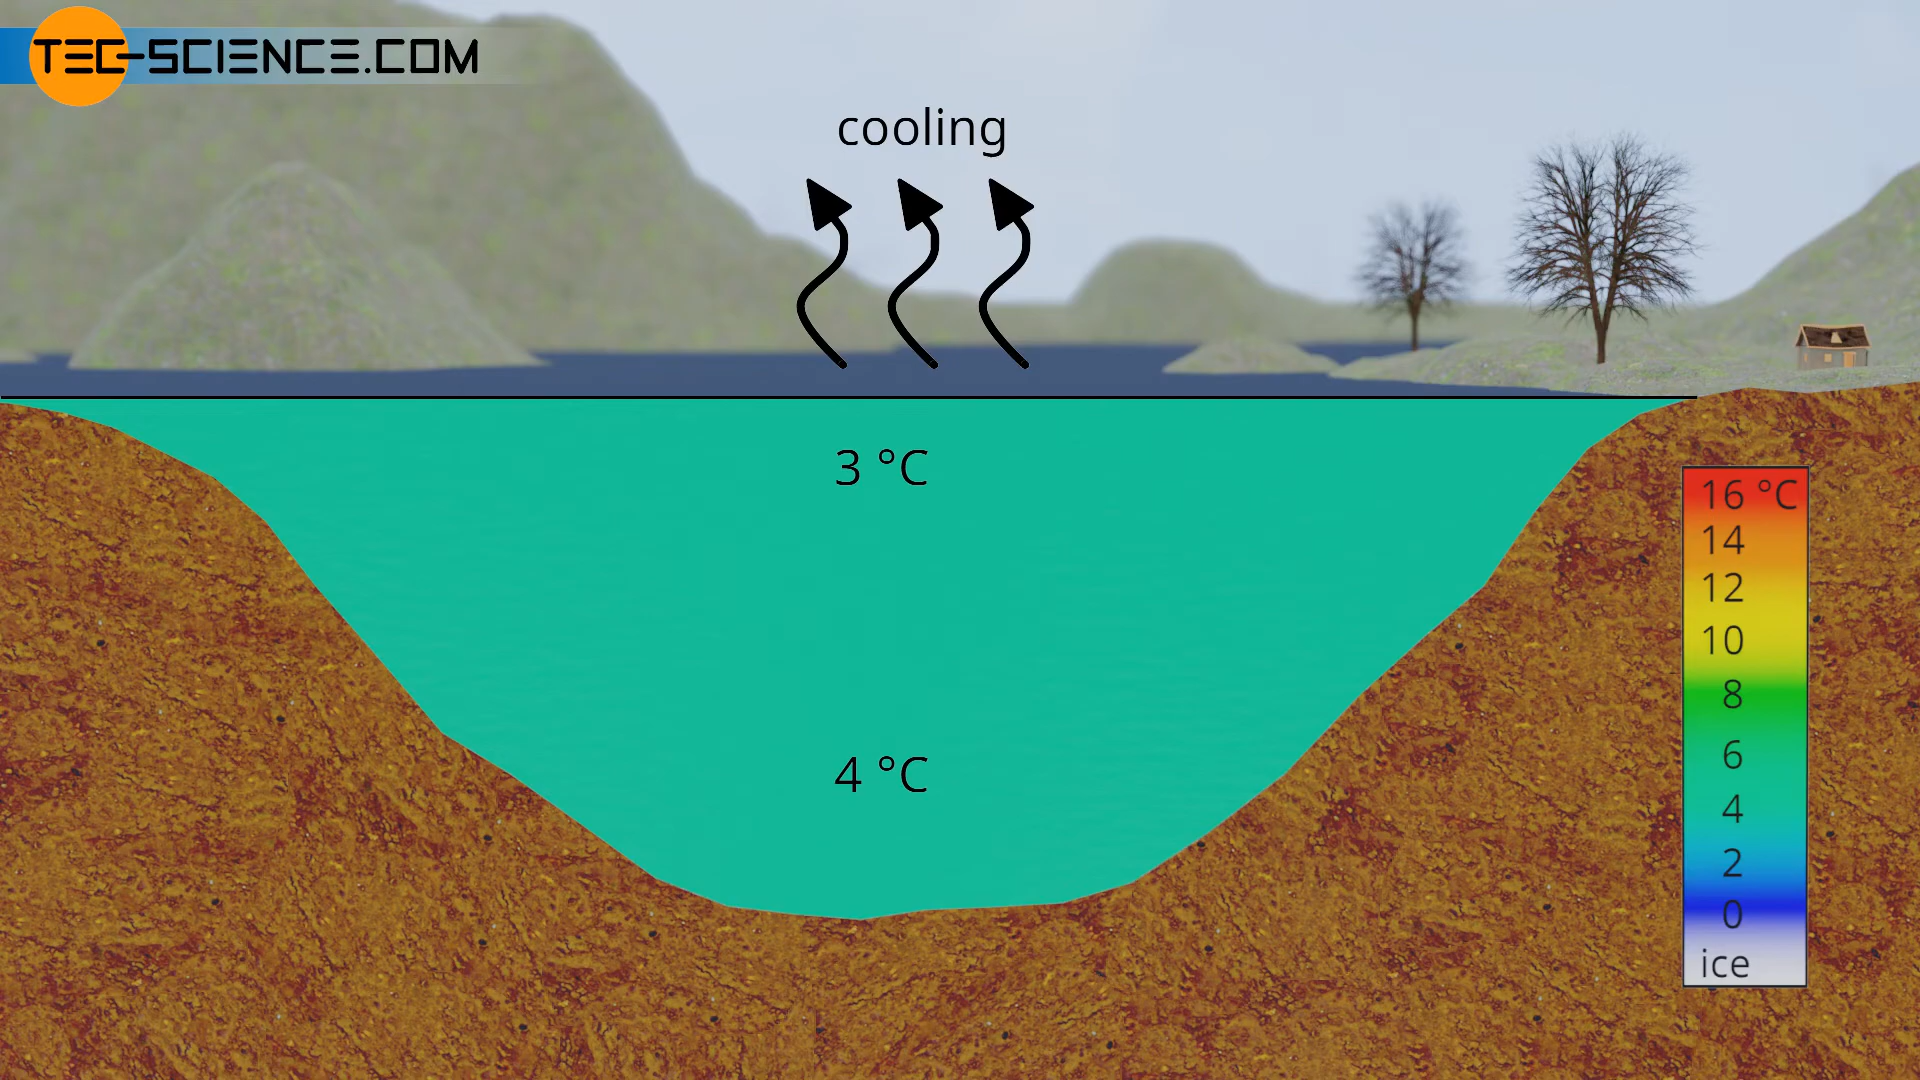 TEC-SCIENCE.COM
cooling
3 °C
4 °C
16 °C
14
12
10
8
6
4
2
0
ice